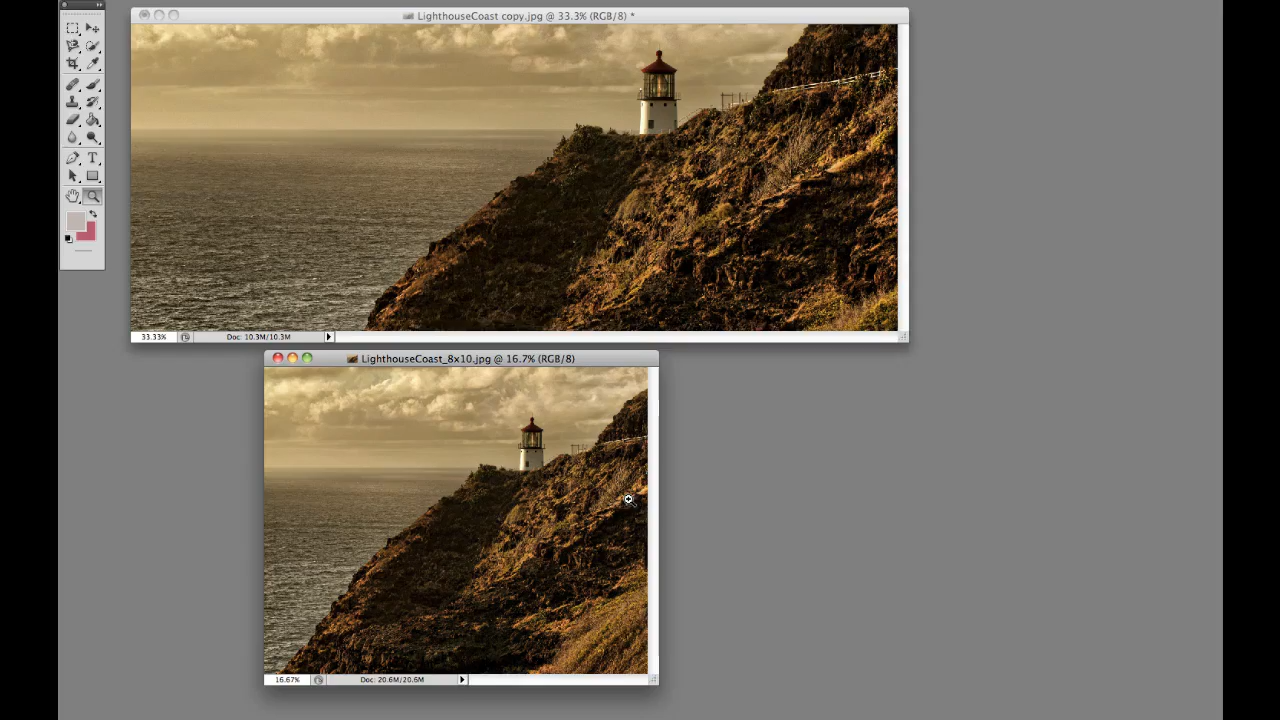 LighthouseCoast copy.jpg @ 33.3% (RGB/8) *
T
33.33%
Doc: 10.3M/10.3M
LighthouseCoast_8x10.jpg @ 16.7% (RGB/8)
16.67%
Doc: 20.6M/20.6M